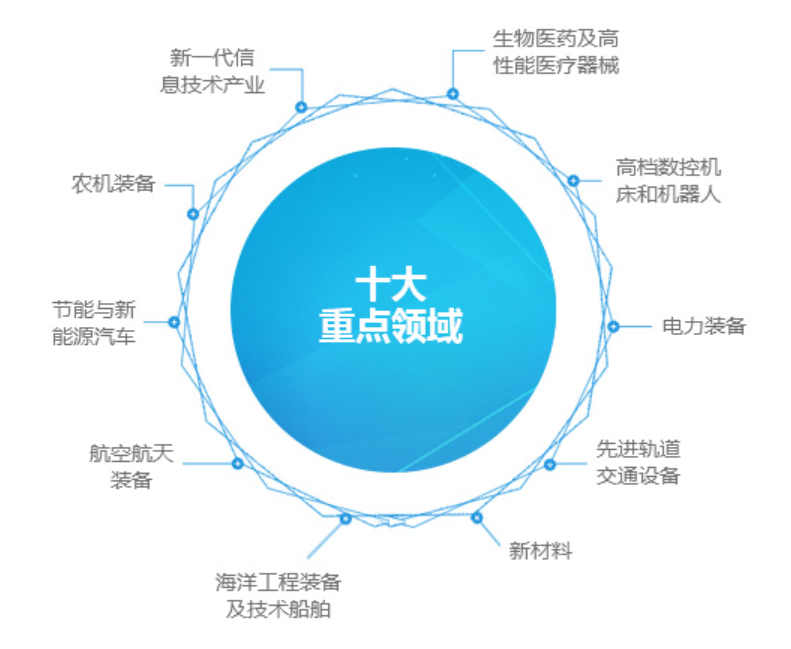 生物医药及高
性能医疗器械
新一代信
息技术产业
高档数控机
床和机器人
农机装备
十大
重点领域
节能与新
能源汽车
电力装备
先进轨道
交通设备
航空航天
装备
新材料
海洋工程装备
及技术船舶